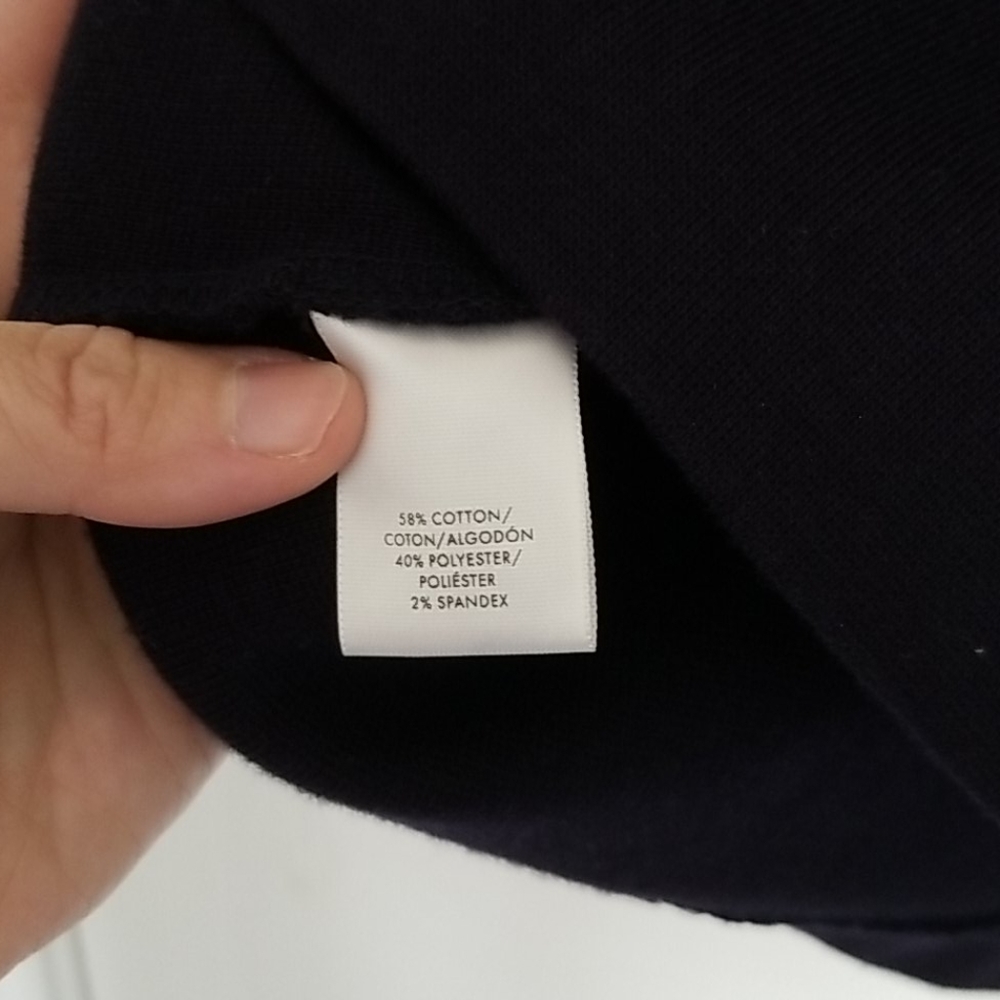 58% COTTON/
COTON/ALGODÓN
40% POLYESTER/
POLIÉSTER
2% SPANDEX